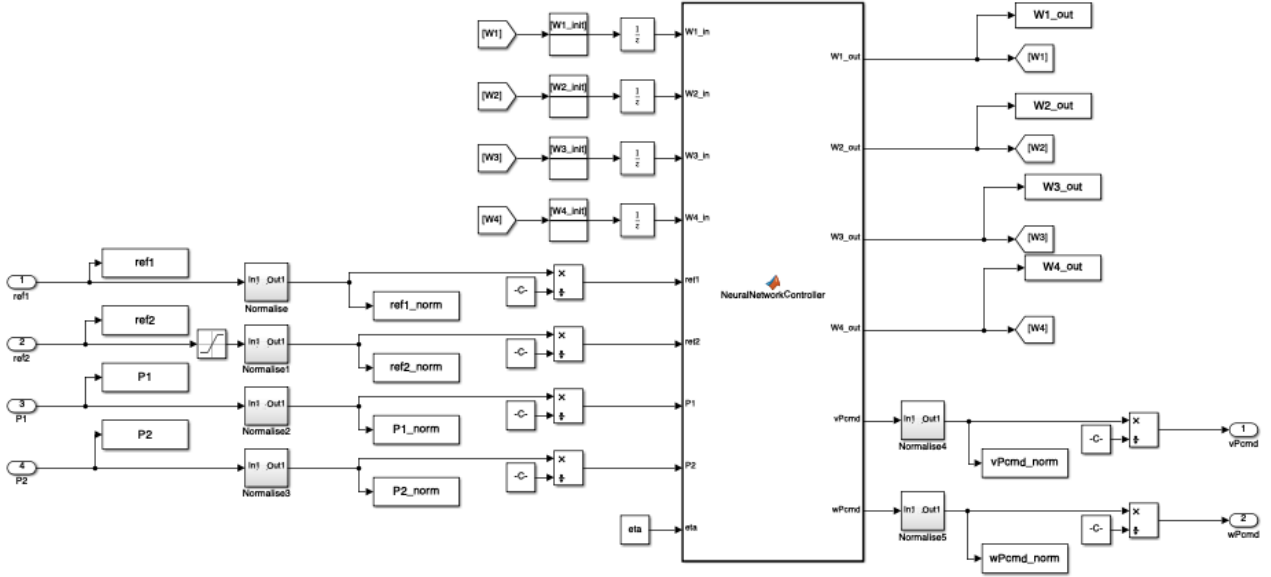 [W1] [W1_init] 1 z W1_in
[W2] [W2_init] 1 z W2_in
[W3] [W3_init] 1 z W3_in
[W4] [W4_init] 1 z W4_in
1 ref1 ref1 In1 Out1 Normalise ref1_norm -C- × ÷ ref1
2 ref2 ref2 In1 Out1 Normalise1 ref2_norm -C- × ÷ ref2
3 P1 P1 In1 Out1 Normalise2 P1_norm -C- × ÷ P1
4 P2 P2 In1 Out1 Normalise3 P2_norm -C- × ÷ P2
eta eta
NeuralNetworkController
W1_out W1_out [W1]
W2_out W2_out [W2]
W3_out W3_out [W3]
W4_out W4_out [W4]
vPcmd In1 Out1 Normalise4 vPcmd_norm -C- × ÷ 1 vPcmd
wPcmd In1 Out1 Normalise5 wPcmd_norm -C- × ÷ 2 wPcmd